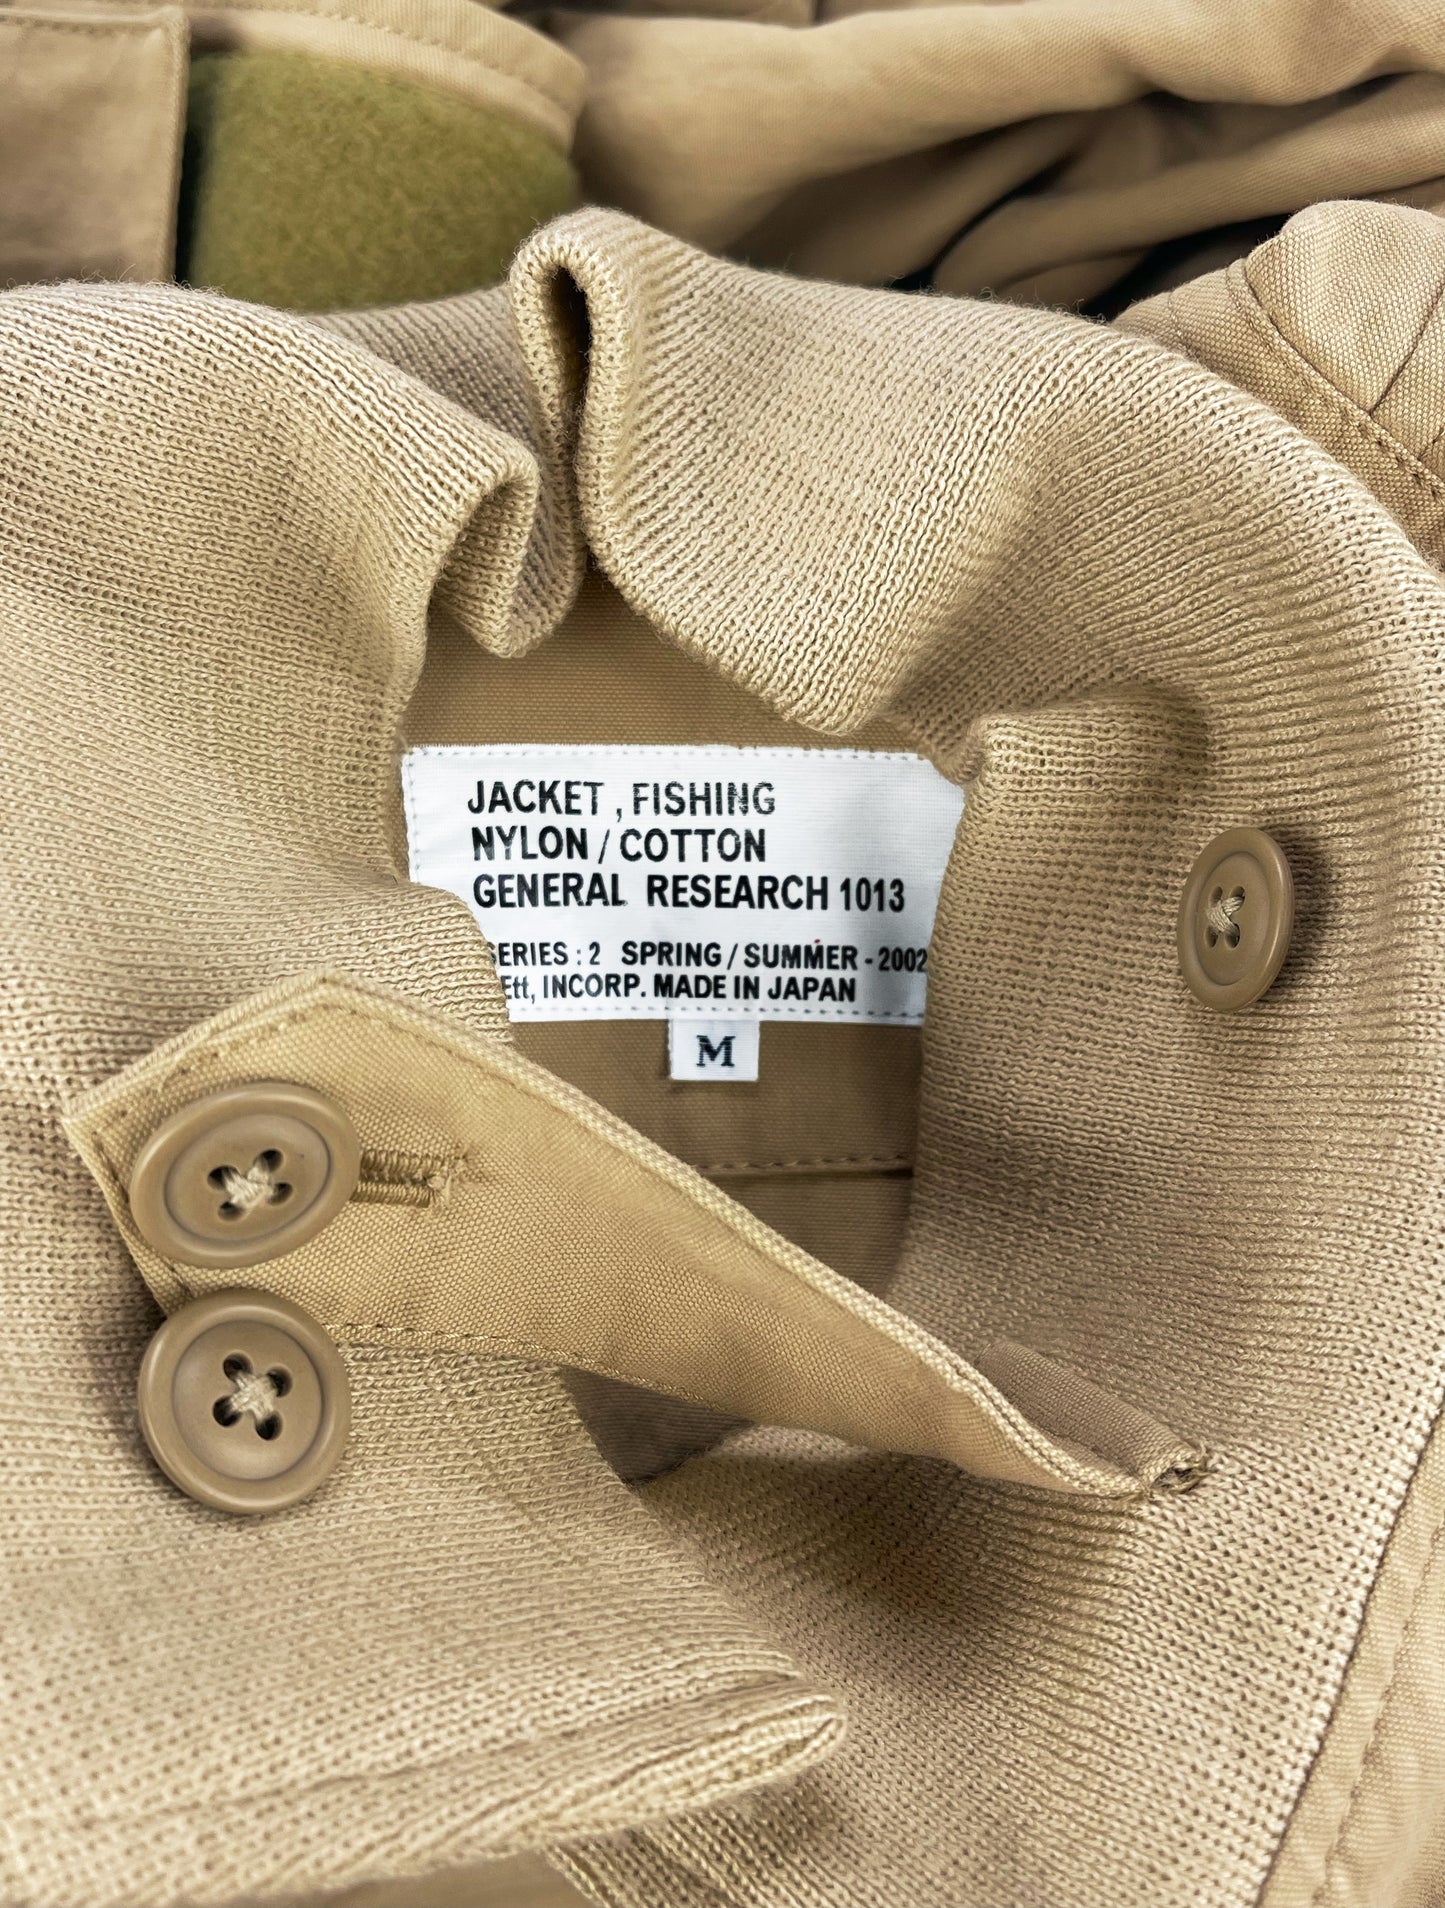 JACKET, FISHING
NYLON / COTTON
GENERAL RESEARCH 1013
SERIES : 2 SPRING / SUMMER - 2002
Ett, INCORP. MADE IN JAPAN
M